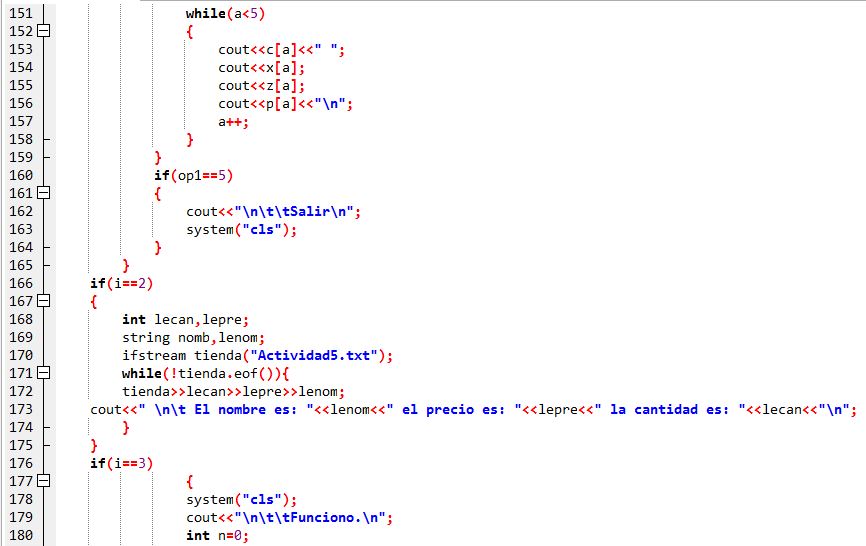 151 while(a<5)
152 {
153 cout<<c[a]<<" ";
154 cout<<x[a];
155 cout<<z[a];
156 cout<<p[a]<<"\n";
157 a++;
158 }
159 }
160 if(op1==5)
161 {
162 cout<<"\n\t\tSalir\n";
163 system("cls");
164 }
165 }
166 if(i==2)
167 {
168 int lecan,lepre;
169 string nomb,lenom;
170 ifstream tienda("Actividad5.txt");
171 while(!tienda.eof()){
172 tienda>>lecan>>lepre>>lenom;
173 cout<<" \n\t El nombre es: "<<lenom<<" el precio es: "<<lepre<<" la cantidad es: "<<lecan<<"\n";
174 }
175 }
176 if(i==3)
177 {
178 system("cls");
179 cout<<"\n\t\tFunciono.\n";
180 int n=0;